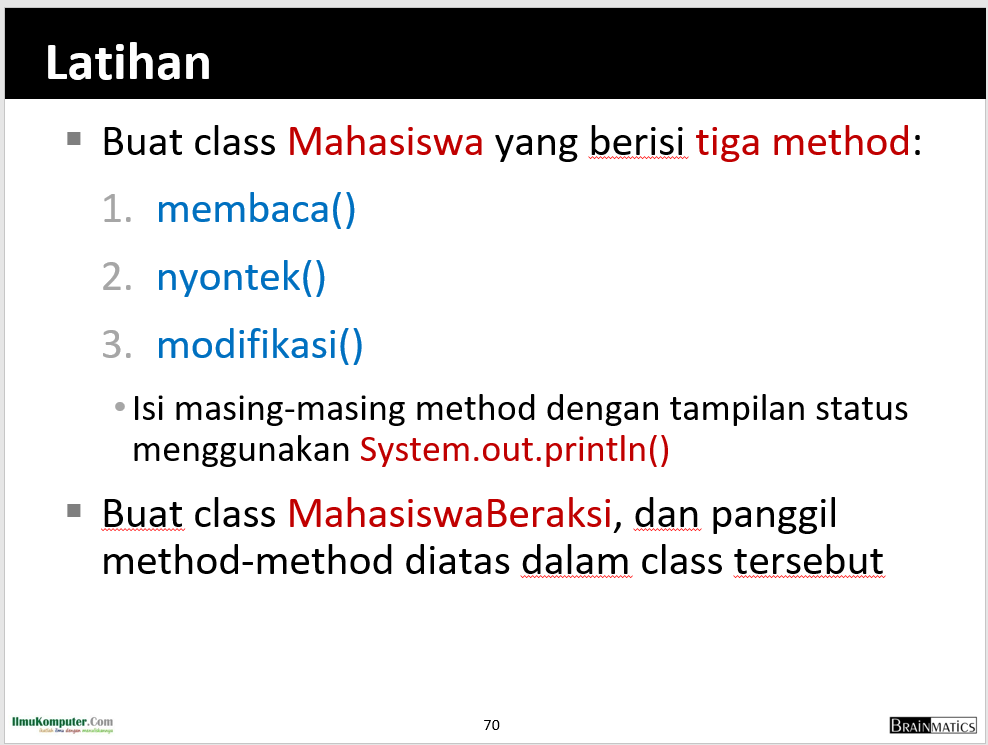 Latihan
▪ Buat class Mahasiswa yang berisi tiga method:
1. membaca()
2. nyontek()
3. modifikasi()
• Isi masing-masing method dengan tampilan status
menggunakan System.out.println()
▪ Buat class MahasiswaBeraksi, dan panggil
method-method diatas dalam class tersebut
IlmuKomputer.Com
70
BRAINMATICS